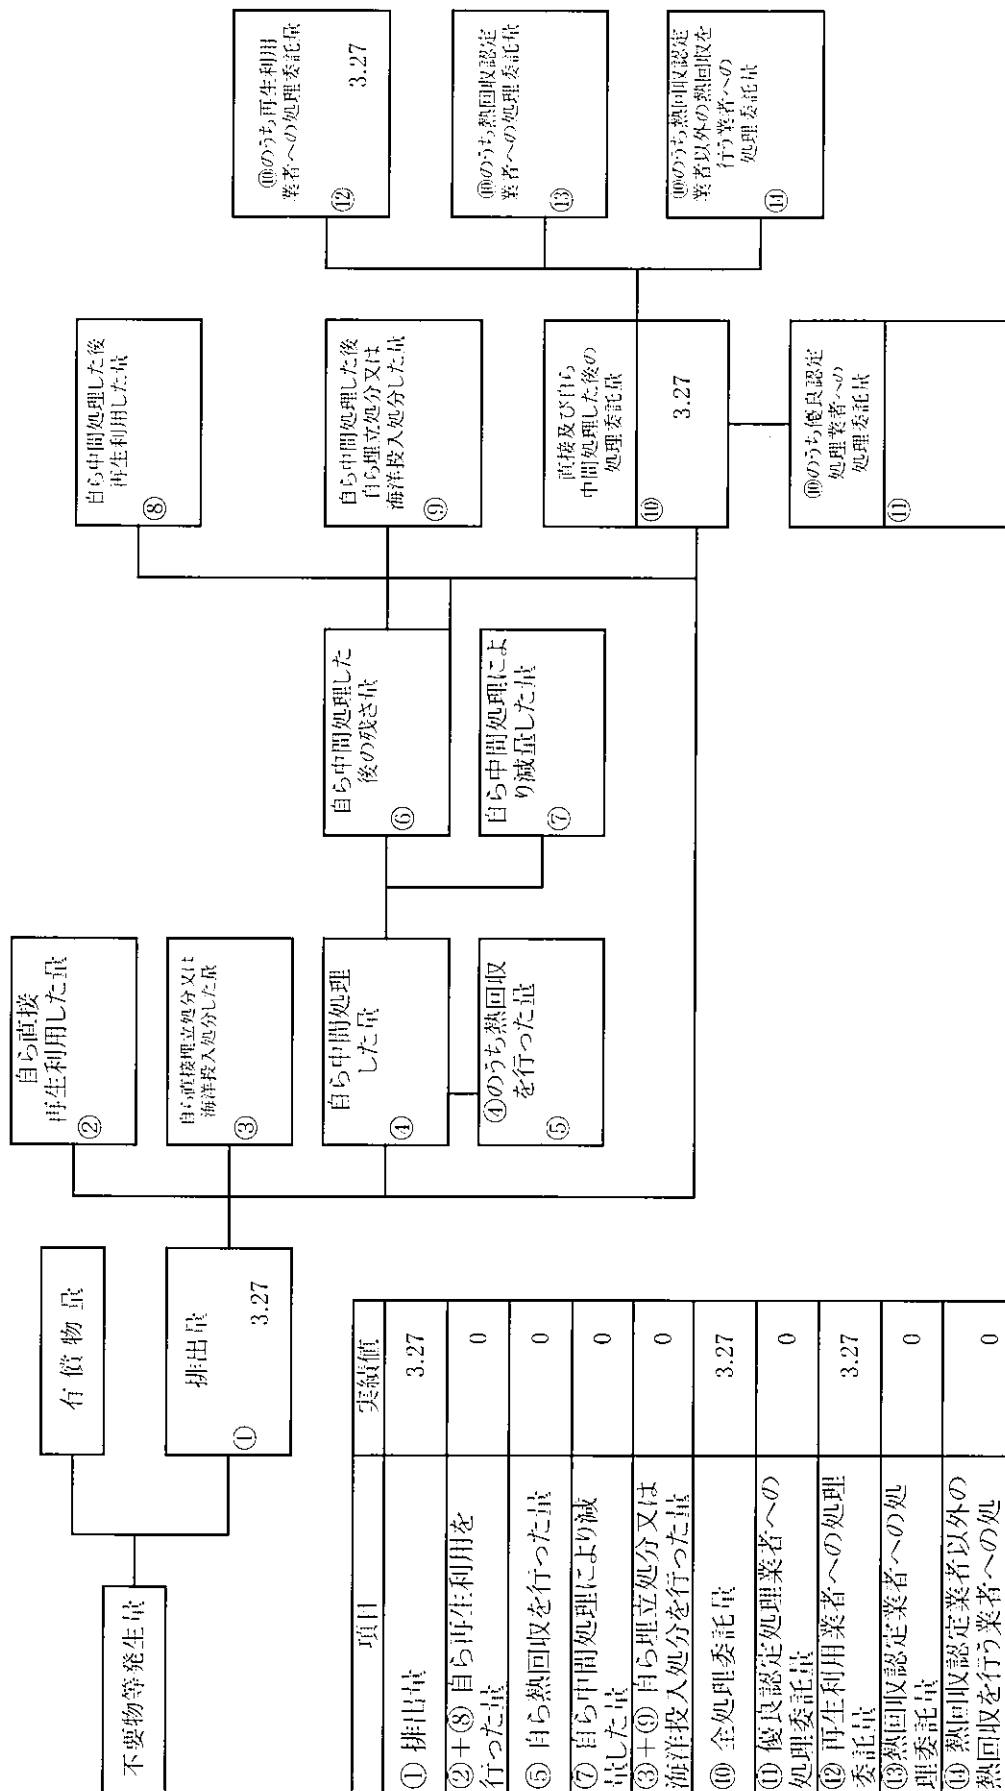 不要物等発生量
有 償 物 量
排出量
①
3.27
自ら直接
再生利用した量
②
自ら直接埋立処分又は
海洋投入処分した量
③
自ら中間処理
した量
④
④のうち熱回収
を行った量
⑤
自ら中間処理した
後の残さ量
⑥
自ら中間処理によ
り減量した量
⑦
自ら中間処理した後
再生利用した量
⑧
自ら中間処理した後
自ら埋立処分又は
海洋投入処分した量
⑨
直接及び自ら
中間処理した後の
処理委託量
⑩
3.27
⑩のうち優良認定
処理業者への
処理委託量
⑪
⑩のうち再生利用
業者への処理委託量
⑫
3.27
⑩のうち熱回収認定
業者への処理委託量
⑬
⑩のうち熱回収認定
業者以外の熱回収を
行う業者への
処理委託量
⑭
項目 実績値
①排出量 3.27
②+⑧ 自ら再生利用を
行った量 0
⑤ 自ら熱回収を行った量 0
⑦ 自ら中間処理により減
量した量 0
③+⑨ 自ら埋立処分又は
海洋投入処分を行った量 0
⑩ 全処理委託量 3.27
⑪ 優良認定処理業者への
処理委託量 0
⑫ 再生利用業者への処理
委託量 3.27
⑬熱回収認定業者への処
理委託量 0
⑭ 熱回収認定業者以外の
熱回収を行う業者への処 0